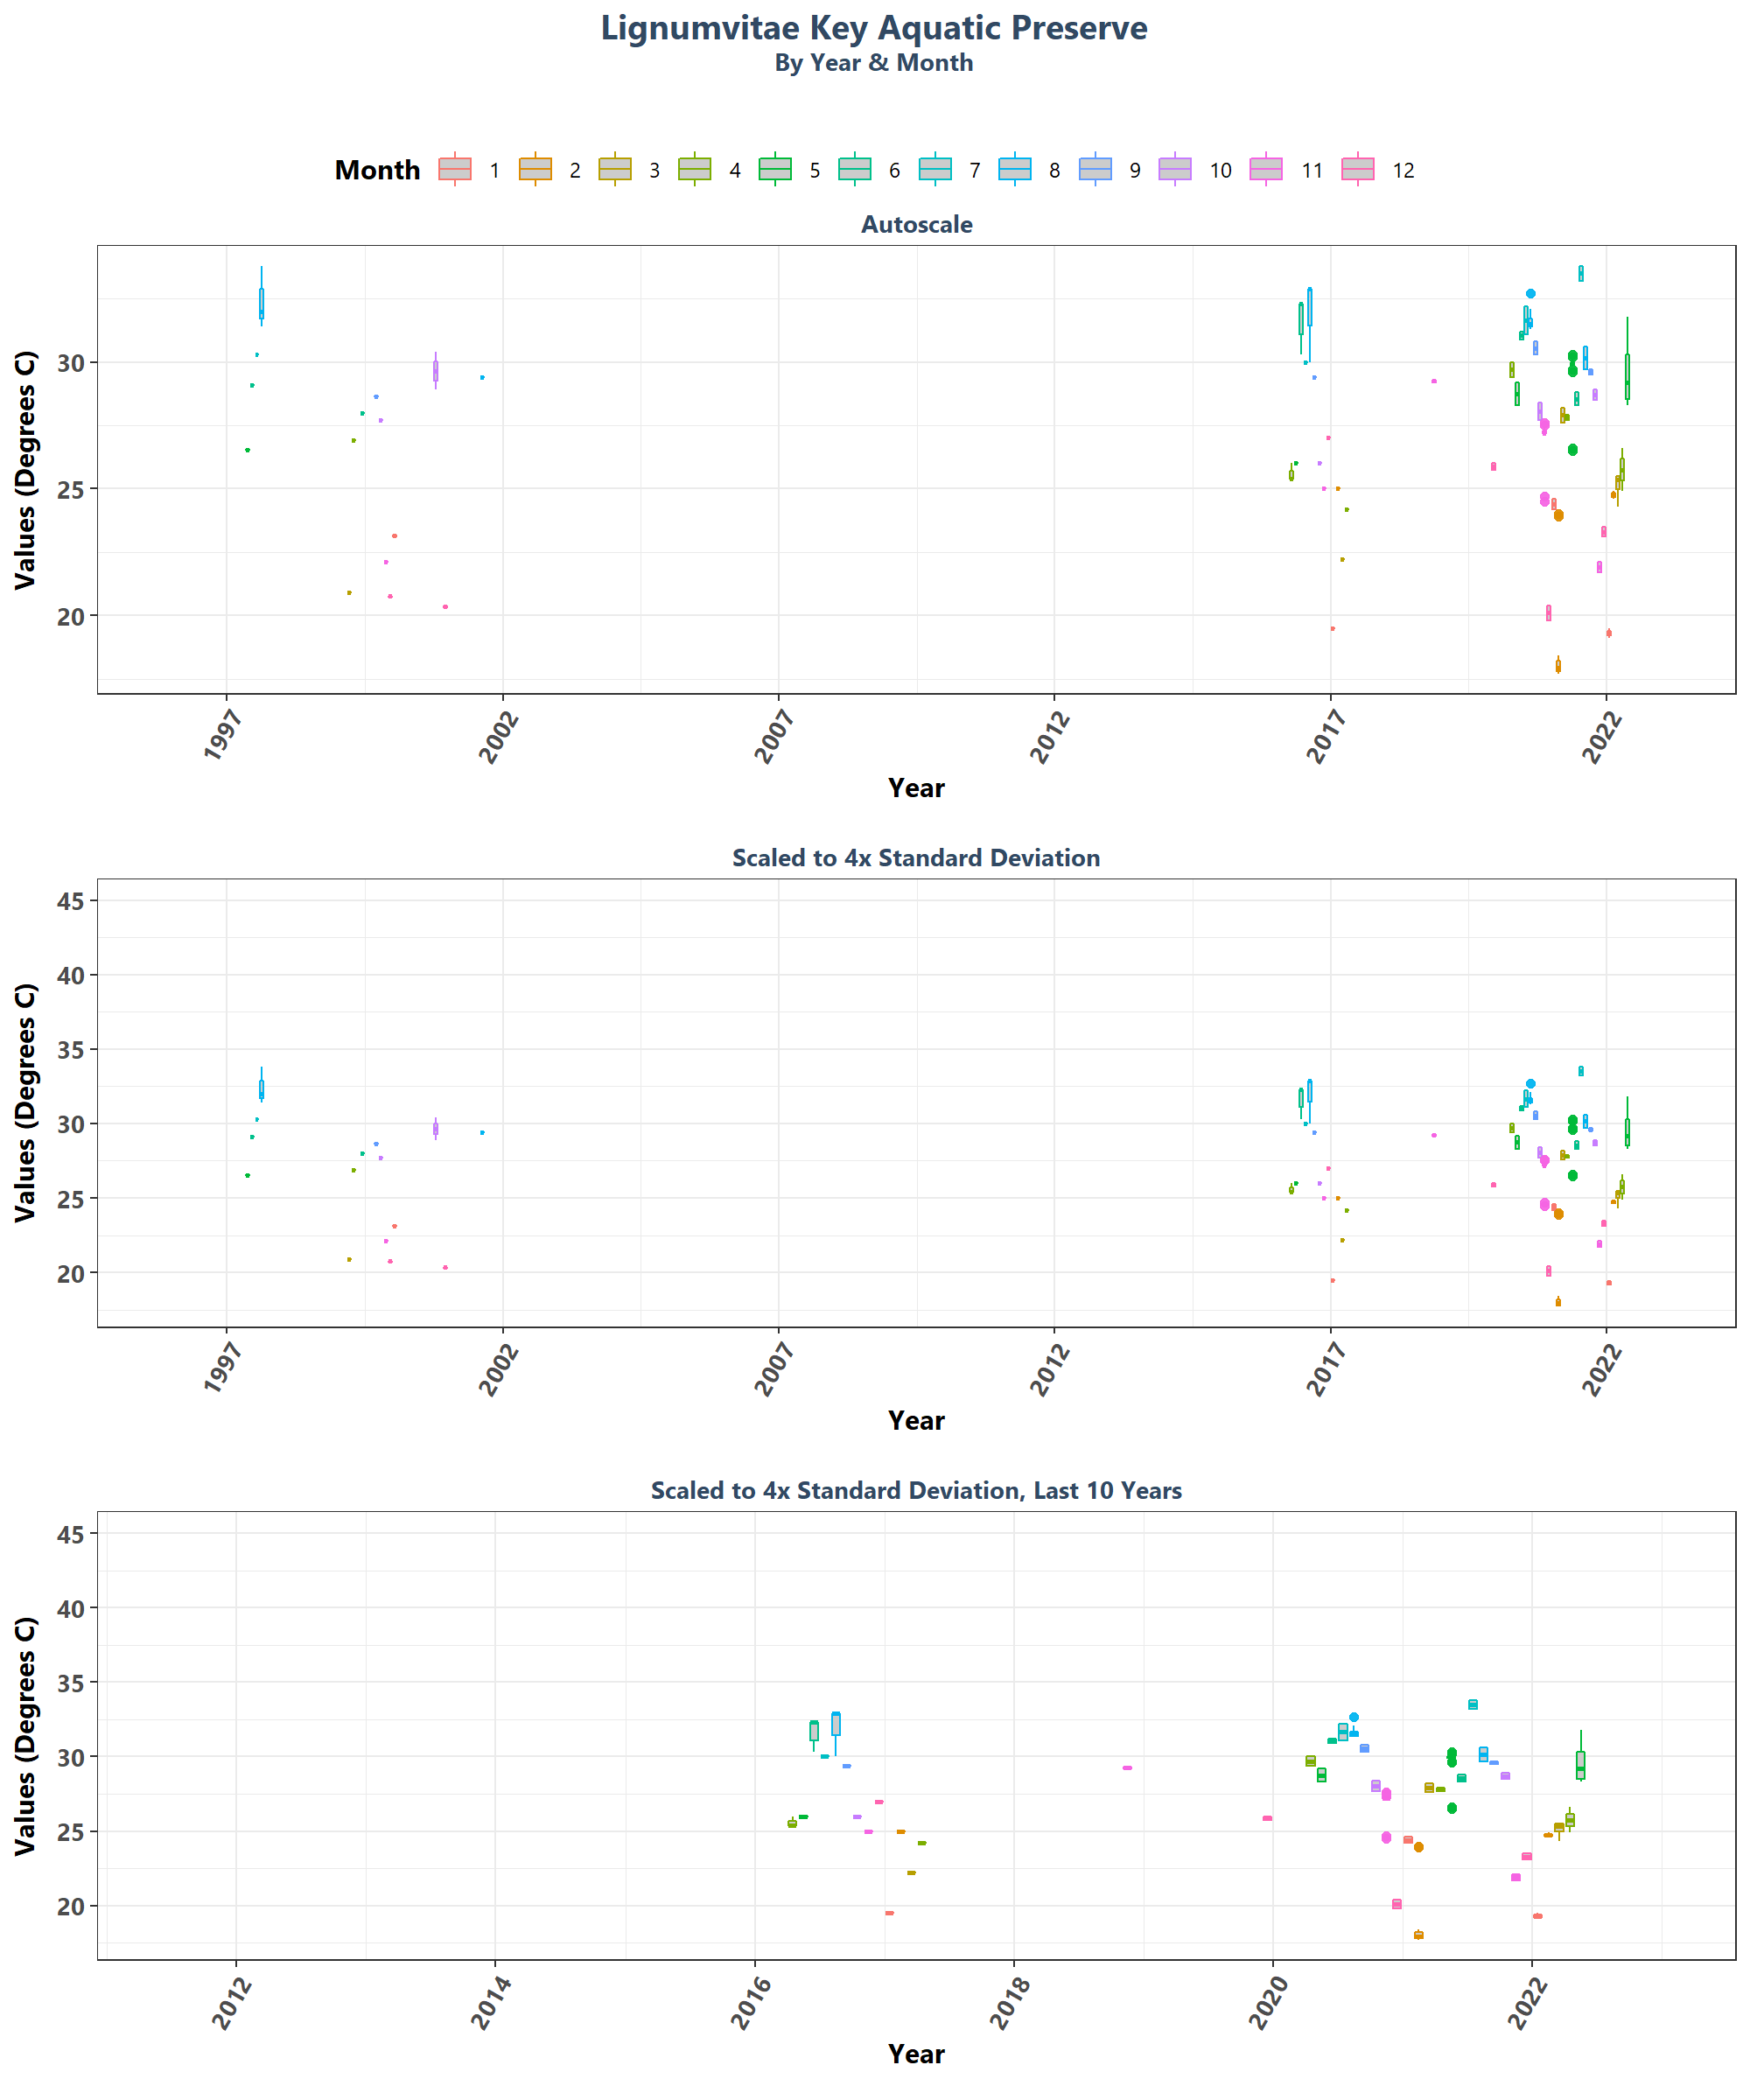 Lignumvitae Key Aquatic Preserve
By Year & Month
Month 1 2 3 4 5 6 7 8 9 10 11 12
Autoscale
Values (Degrees C)
30
25
20
1997 2002 2007 2012 2017 2022
Year
Scaled to 4x Standard Deviation
Values (Degrees C)
45
40
35
30
25
20
1997 2002 2007 2012 2017 2022
Year
Scaled to 4x Standard Deviation, Last 10 Years
Values (Degrees C)
45
40
35
30
25
20
2012 2014 2016 2018 2020 2022
Year